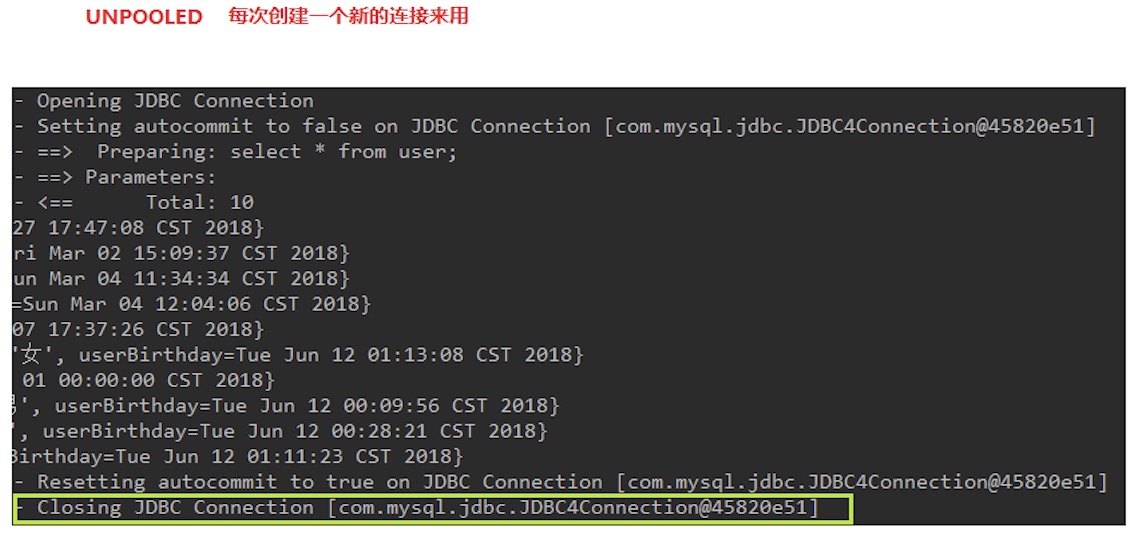 UNPOOLED 每次创建一个新的连接来用
- Opening JDBC Connection
- Setting autocommit to false on JDBC Connection [com.mysql.jdbc.JDBC4Connection@45820e51]
- ==>  Preparing: select * from user;
- ==> Parameters:
- <==      Total: 10
27 17:47:08 CST 2018}
ri Mar 02 15:09:37 CST 2018}
un Mar 04 11:34:34 CST 2018}
=Sun Mar 04 12:04:06 CST 2018}
07 17:37:26 CST 2018}
'女', userBirthday=Tue Jun 12 01:13:08 CST 2018}
01 00:00:00 CST 2018}
', userBirthday=Tue Jun 12 00:09:56 CST 2018}
', userBirthday=Tue Jun 12 00:28:21 CST 2018}
Birthday=Tue Jun 12 01:11:23 CST 2018}
- Resetting autocommit to true on JDBC Connection [com.mysql.jdbc.JDBC4Connection@45820e51]
- Closing JDBC Connection [com.mysql.jdbc.JDBC4Connection@45820e51]